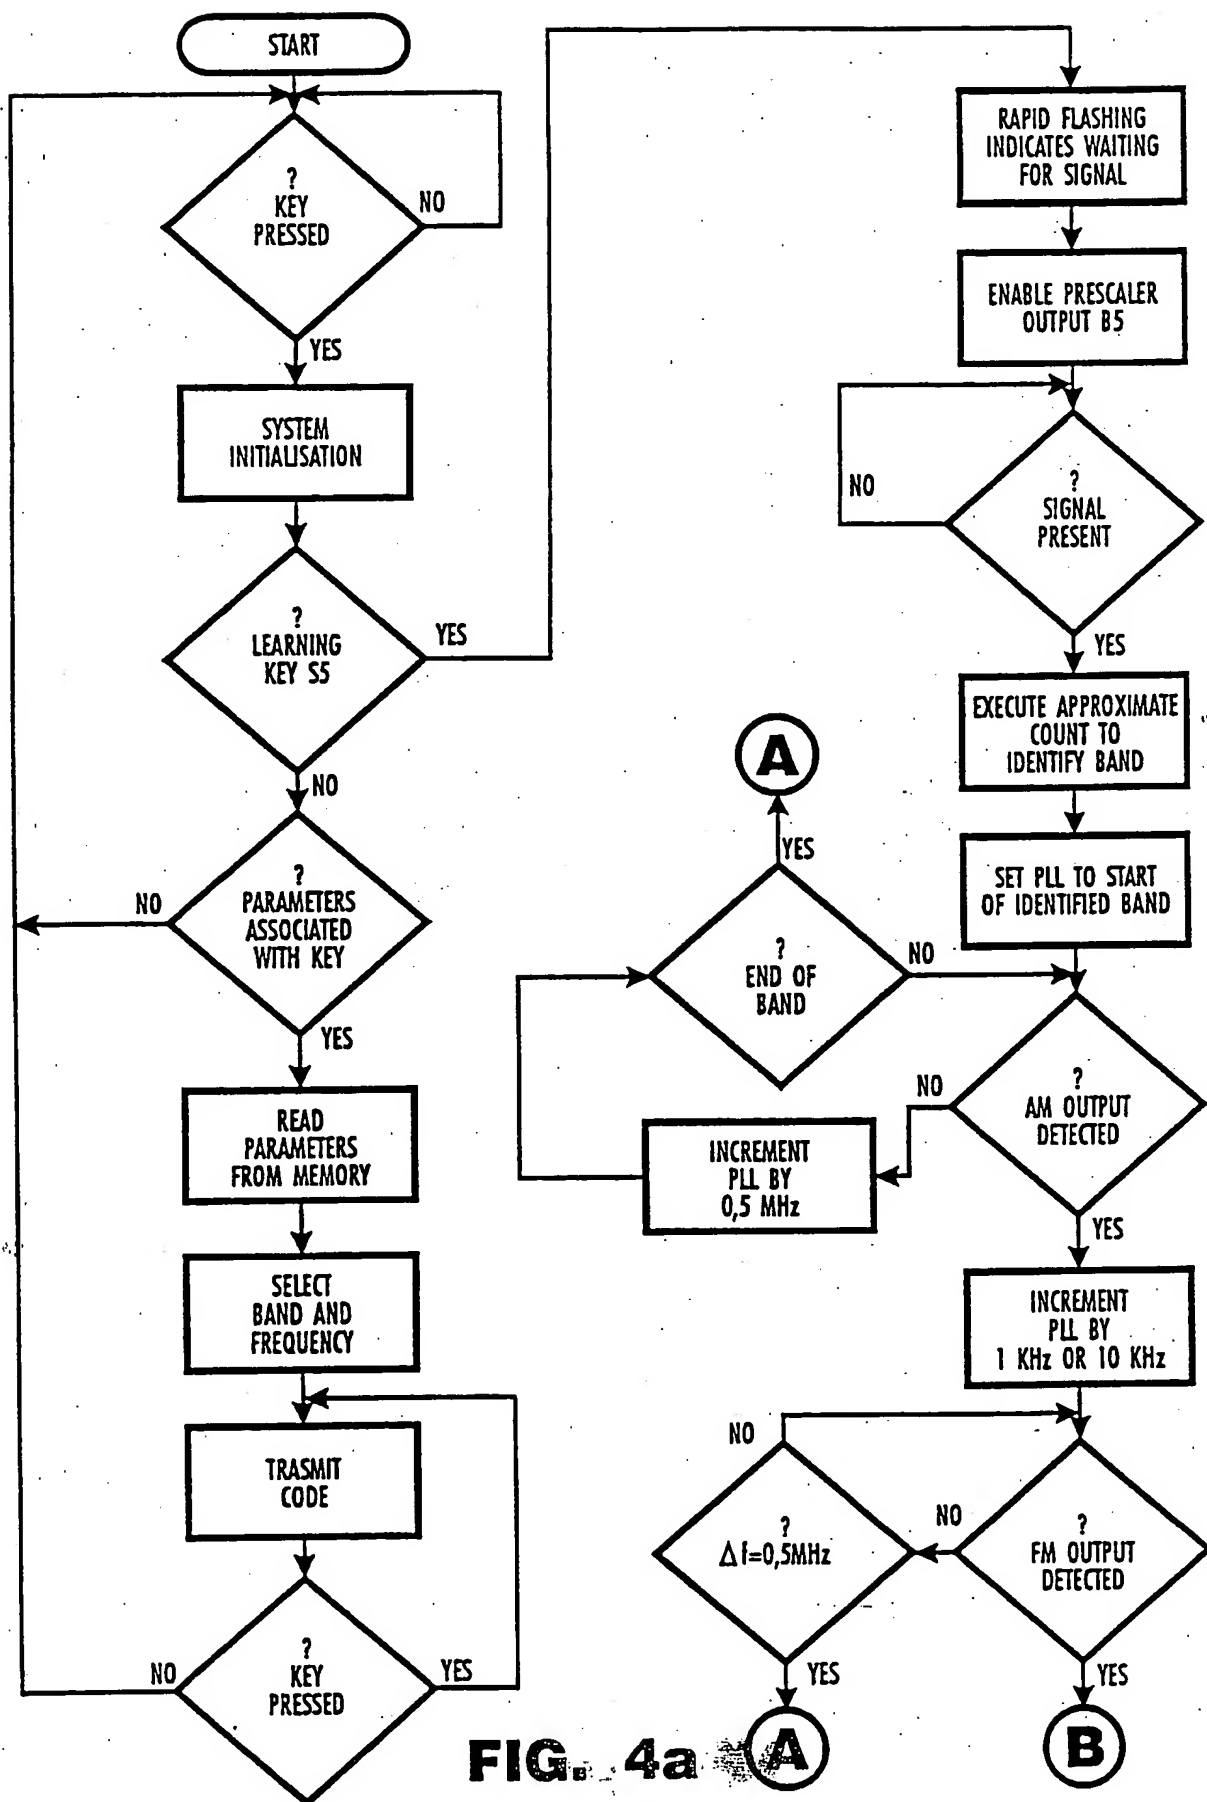 START
?
KEY
PRESSED
NO
YES
SYSTEM
INITIALISATION
?
LEARNING
KEY S5
YES
NO
?
PARAMETERS
ASSOCIATED
WITH KEY
NO
YES
READ
PARAMETERS
FROM MEMORY
SELECT
BAND AND
FREQUENCY
TRASMIT
CODE
?
KEY
PRESSED
NO
YES
RAPID FLASHING
INDICATES WAITING
FOR SIGNAL
ENABLE PRESCALER
OUTPUT B5
?
SIGNAL
PRESENT
NO
YES
EXECUTE APPROXIMATE
COUNT TO
IDENTIFY BAND
SET PLL TO START
OF IDENTIFIED BAND
A
YES
?
END OF
BAND
NO
?
AM OUTPUT
DETECTED
NO
YES
INCREMENT
PLL BY
0,5 MHz
INCREMENT
PLL BY
1 KHz OR 10 KHz
?
FM OUTPUT
DETECTED
NO
YES
?
Δf=0,5MHz
NO
YES
A
B
FIG. 4a